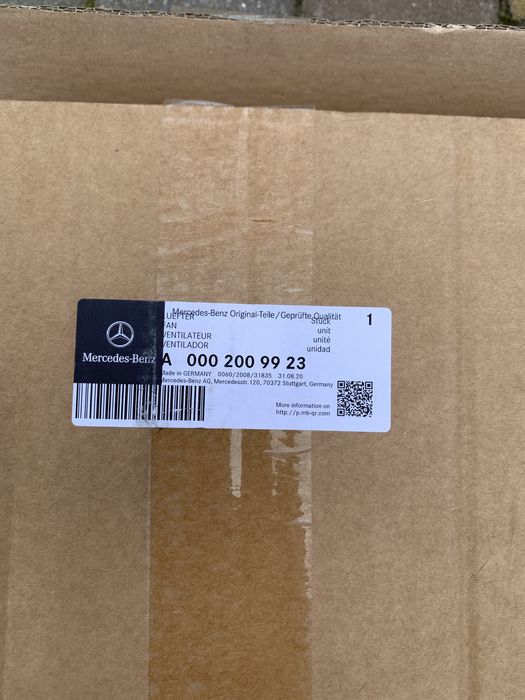 Mercedes-Benz Original-Teile/Geprüfte Qualität
LUEFTER Stück 1
FAN unit
VENTILATEUR unité
VENTILADOR unidad
Mercedes-Benz
A 000 200 99 23
Made in GERMANY 0060/2008/31835 31.08.20
Mercedes-Benz AG, Mercedesstr. 120, 70372 Stuttgart, Germany
More information on
http://p.mb-qr.com